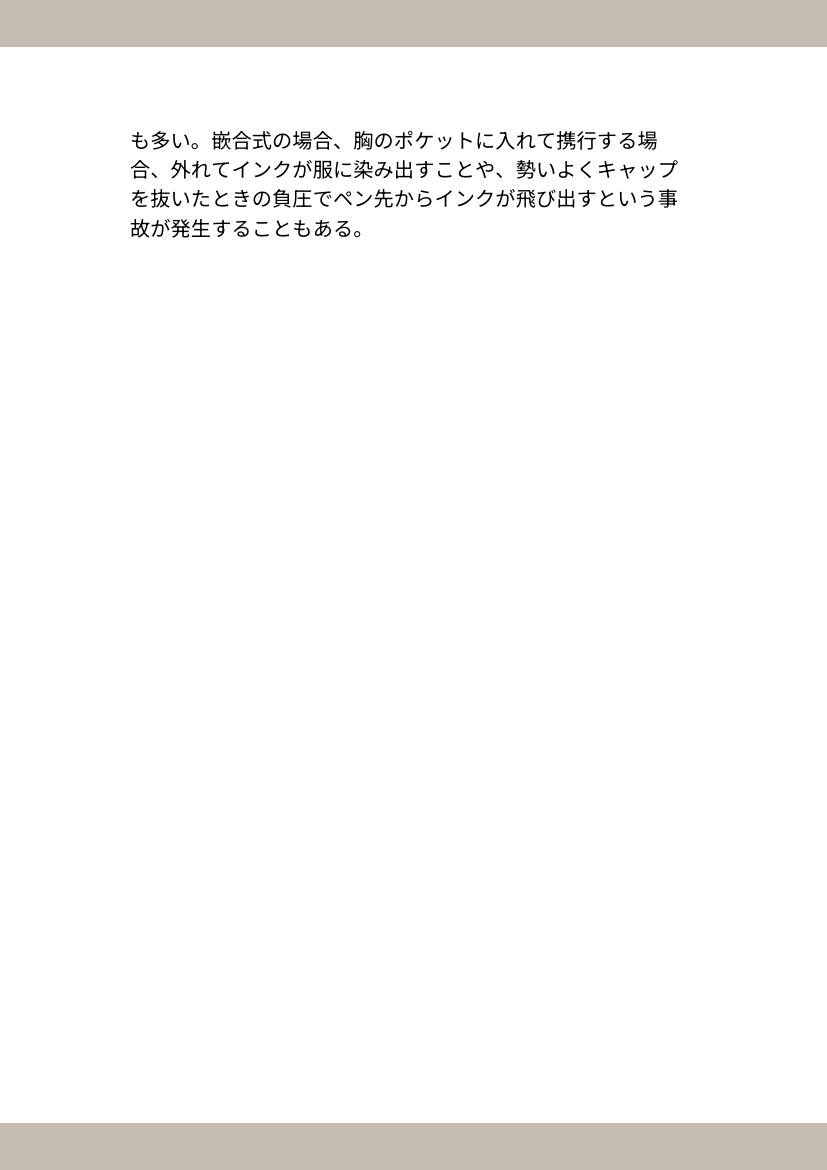 も多い。嵌合式の場合、胸のポケットに入れて携行する場
合、外れてインクが服に染み出すことや、勢いよくキャップ
を抜いたときの負圧でペン先からインクが飛び出すという事
故が発生することもある。